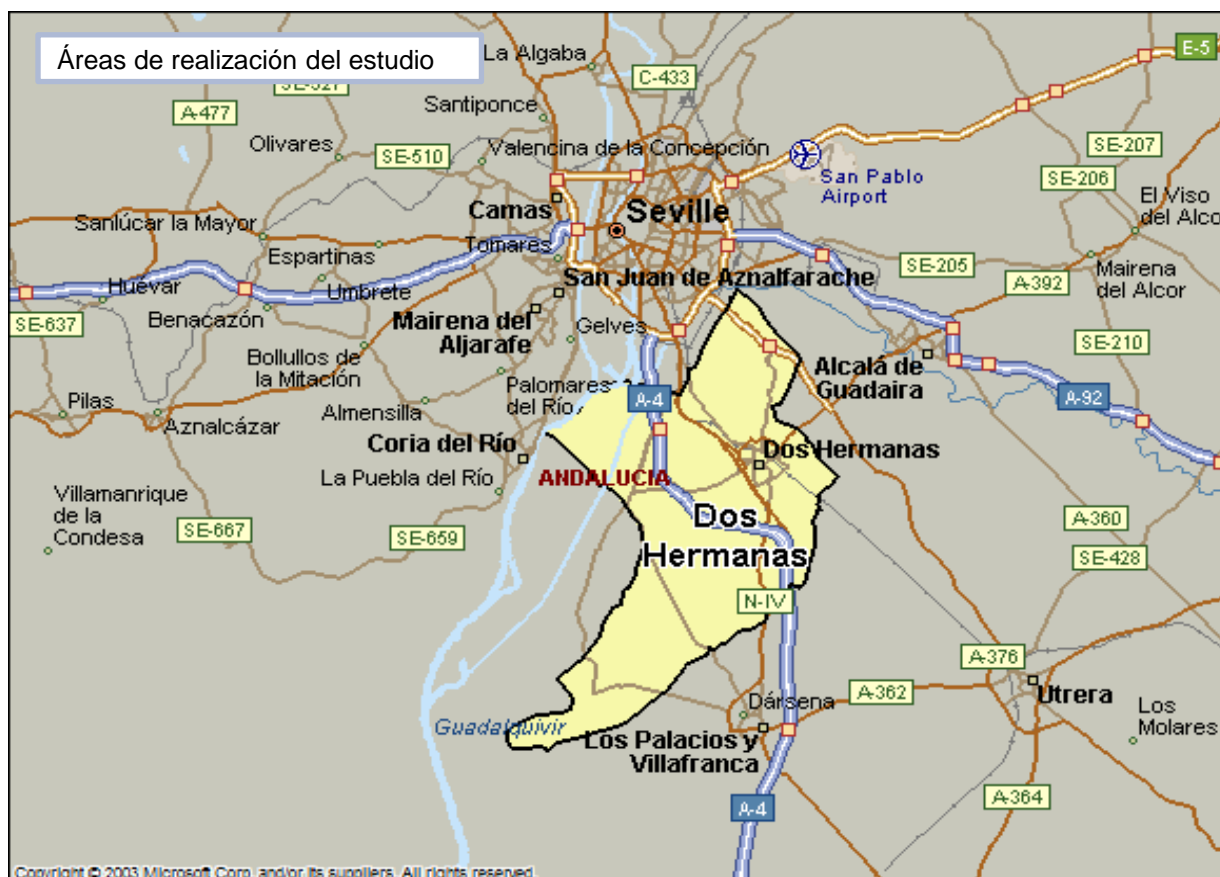 Áreas de realización del estudio
La Algaba
E-5
C-433
SE-527
A-477
Santiponce
SE-207
Olivares
SE-510
Valencina de la Concepción
San Pablo
Airport
SE-206
El Viso
del Alco
Camas
Seville
Sanlúcar la Mayor
Tomares
Espartinas
SE-205
Mairena
del Alcor
San Juan de Aznalfarache
A-392
Huévar
Umbrete
SE-637
Benacazón
Mairena del
Aljarafe
Gelves
SE-210
Bollullos de
la Mitación
Alcalá de
Guadaira
Palomares
del Río
A-4
A-92
Pilas
Almensilla
Aznalcázar
Coria del Río
Dos Hermanas
La Puebla del Río
ANDALUCIA
Villamanrique
de la
Condesa
SE-667
SE-659
Dos
Hermanas
A-360
SE-428
N-IV
A-376
Dársena
A-362
Utrera
Guadalquivir
Los
Molares
Los Palacios y
Villafranca
A-4
A-364
Copyright © 2003 Microsoft Corp. and/or its suppliers. All rights reserved.